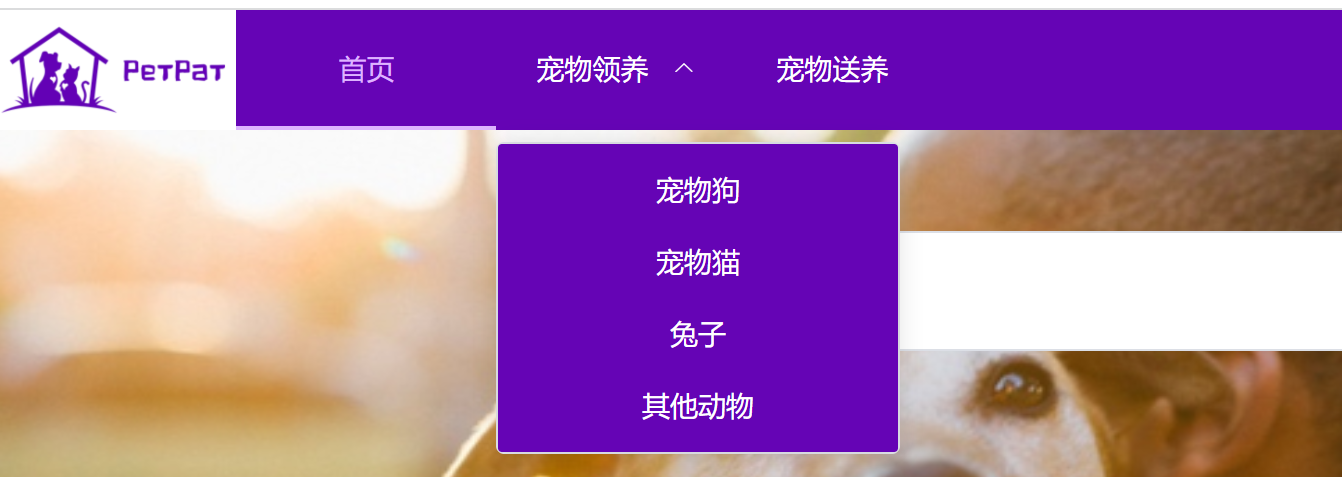 PetPat
首页
宠物领养
宠物送养
宠物狗
宠物猫
兔子
其他动物